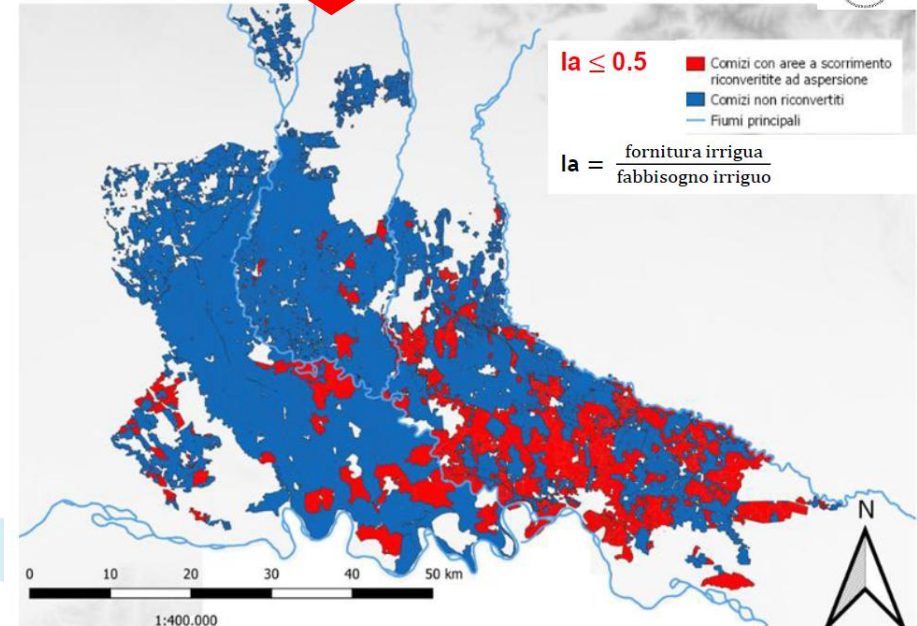 Ia ≤ 0.5
Comizi con aree a scorrimento
riconveritite ad aspersione
Comizi non riconvertiti
Fiumi principali
Ia = fornitura irrigua
fabbisogno irriguo
N
0 10 20 30 40 50 km
1:400.000